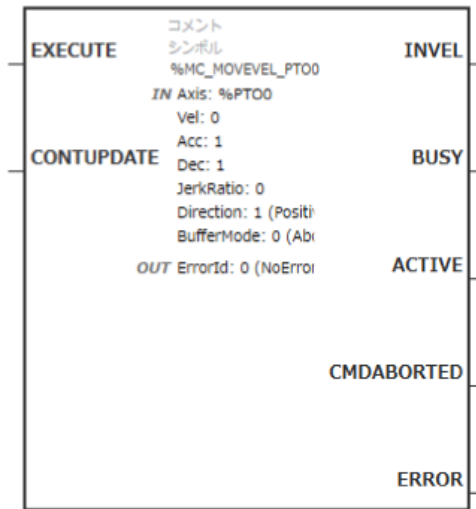 コメント
シンボル
EXECUTE
INVEL
%MC_MOVEVEL_PTO0
IN Axis: %PTO0
Vel: 0
Acc: 1
CONTUPDATE
BUSY
Dec: 1
JerkRatio: 0
Direction: 1 (Positi
BufferMode: 0 (Ab
OUT ErrorId: 0 (NoError
ACTIVE
CMDABORTED
ERROR